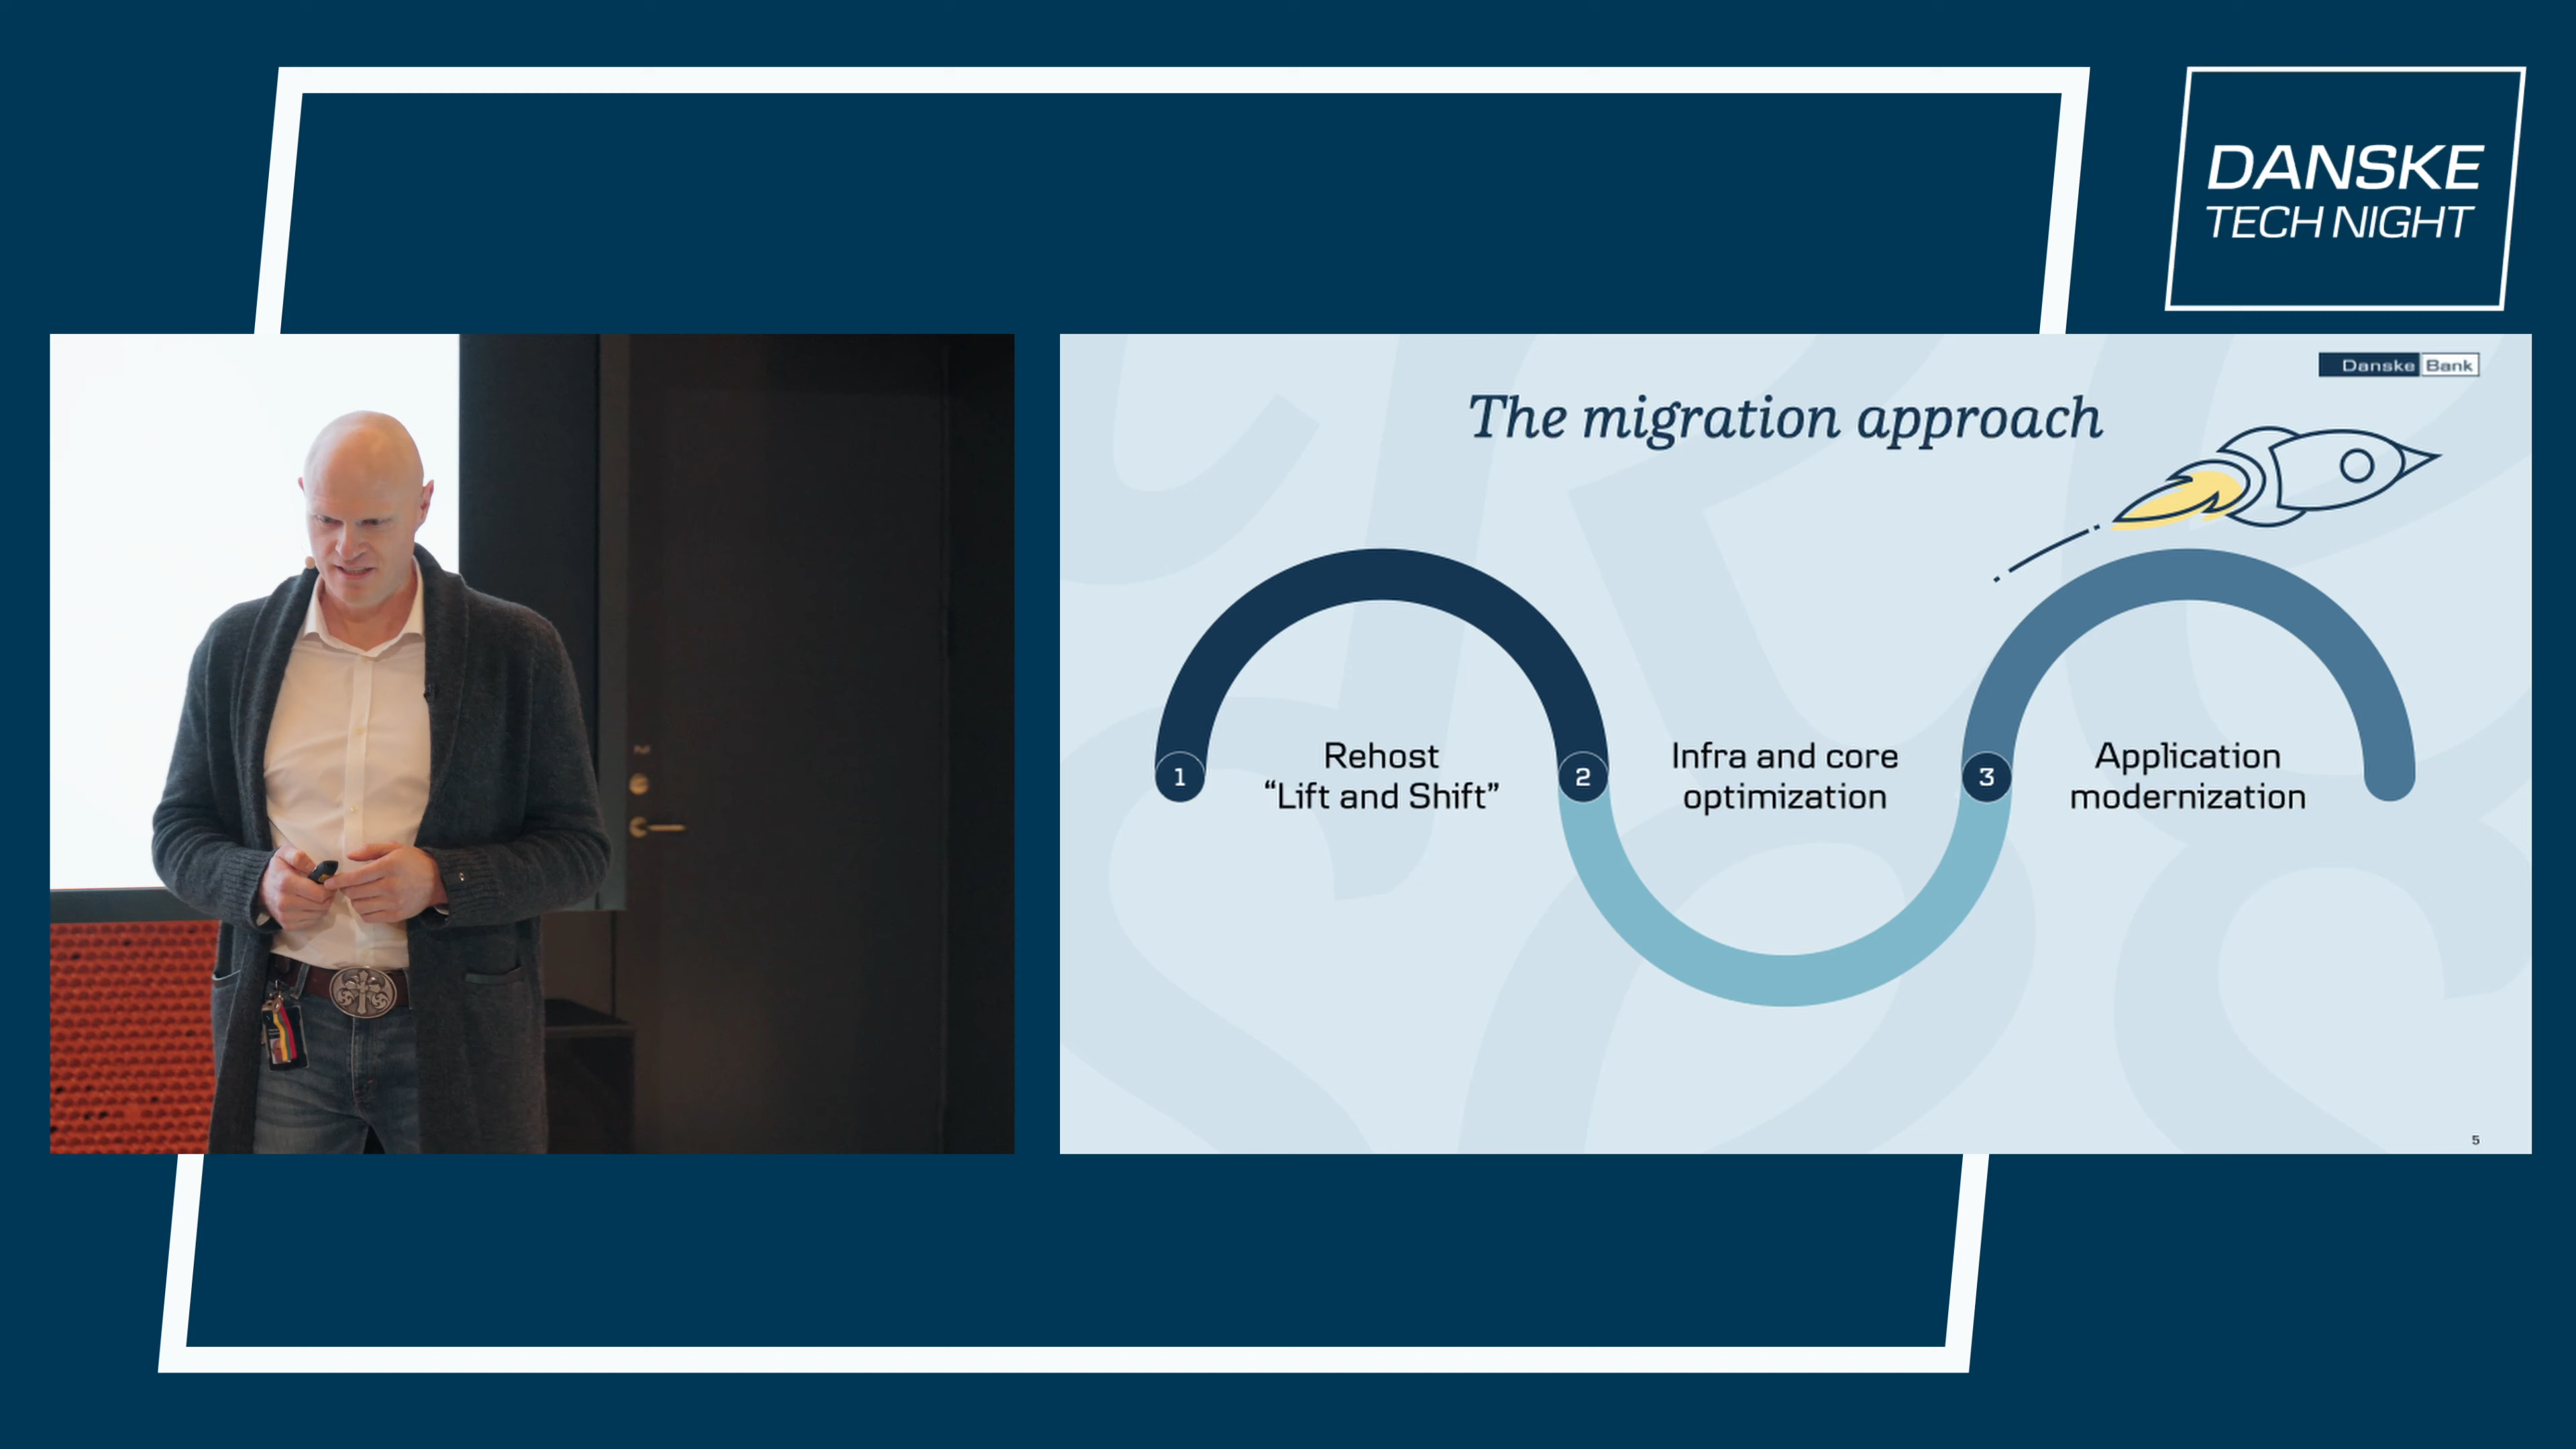 DANSKE
TECH NIGHT
Danske Bank
The migration approach
1
Rehost
“Lift and Shift”
2
Infra and core
optimization
3
Application
modernization
5